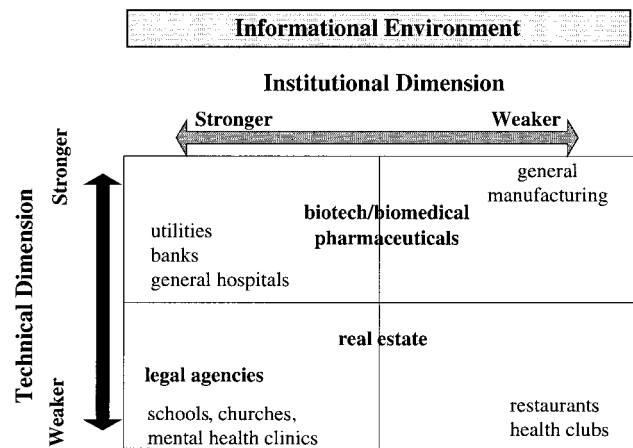 Informational Environment
Institutional Dimension
Stronger
Weaker
Technical Dimension
Stronger
Weaker
general
manufacturing
biotech/biomedical
pharmaceuticals
utilities
banks
general hospitals
real estate
legal agencies
schools, churches,
mental health clinics
restaurants
health clubs